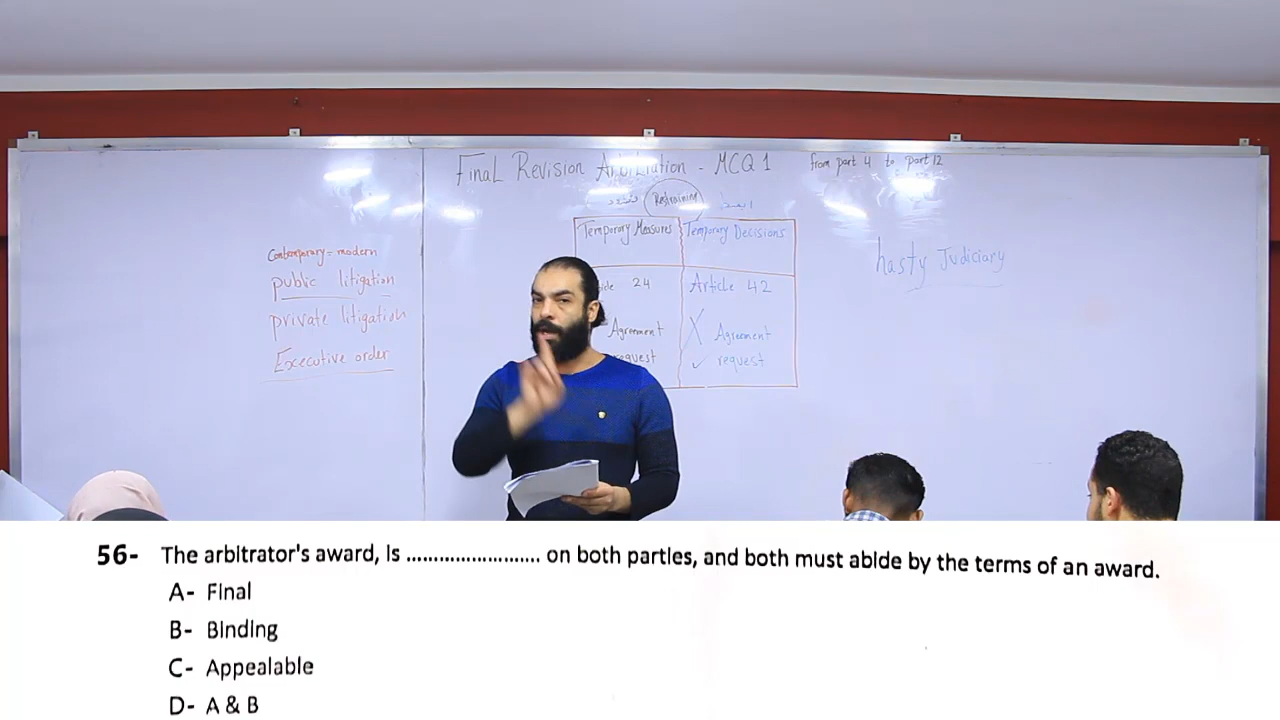 Final Revision Arbitration - MCQ 1 from part 4 to part 12
Restraining
Temporary Measures Temporary Decisions
hasty Judiciary
Contemporary = modern
public litigation
private litigation
Executive order
24 Article 42
Agreement X Agreement
request ✓ request
56- The arbitrator's award, is ......................... on both parties, and both must abide by the terms of an award.
A- Final
B- Binding
C- Appealable
D- A & B